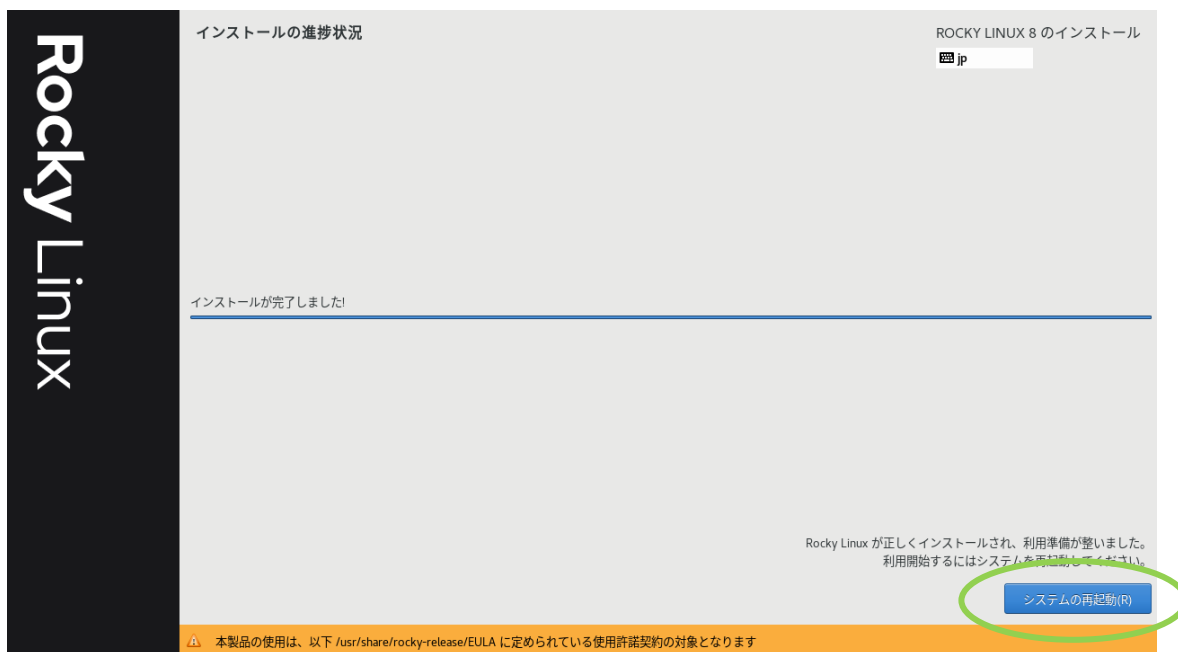 Rocky Linux
インストールの進捗状況
ROCKY LINUX 8 のインストール
jp
インストールが完了しました!
Rocky Linux が正しくインストールされ、利用準備が整いました。
利用開始するにはシステムを再起動してください。
システムの再起動(R)
本製品の使用は、以下 /usr/share/rocky-release/EULA に定められている使用許諾契約の対象となります